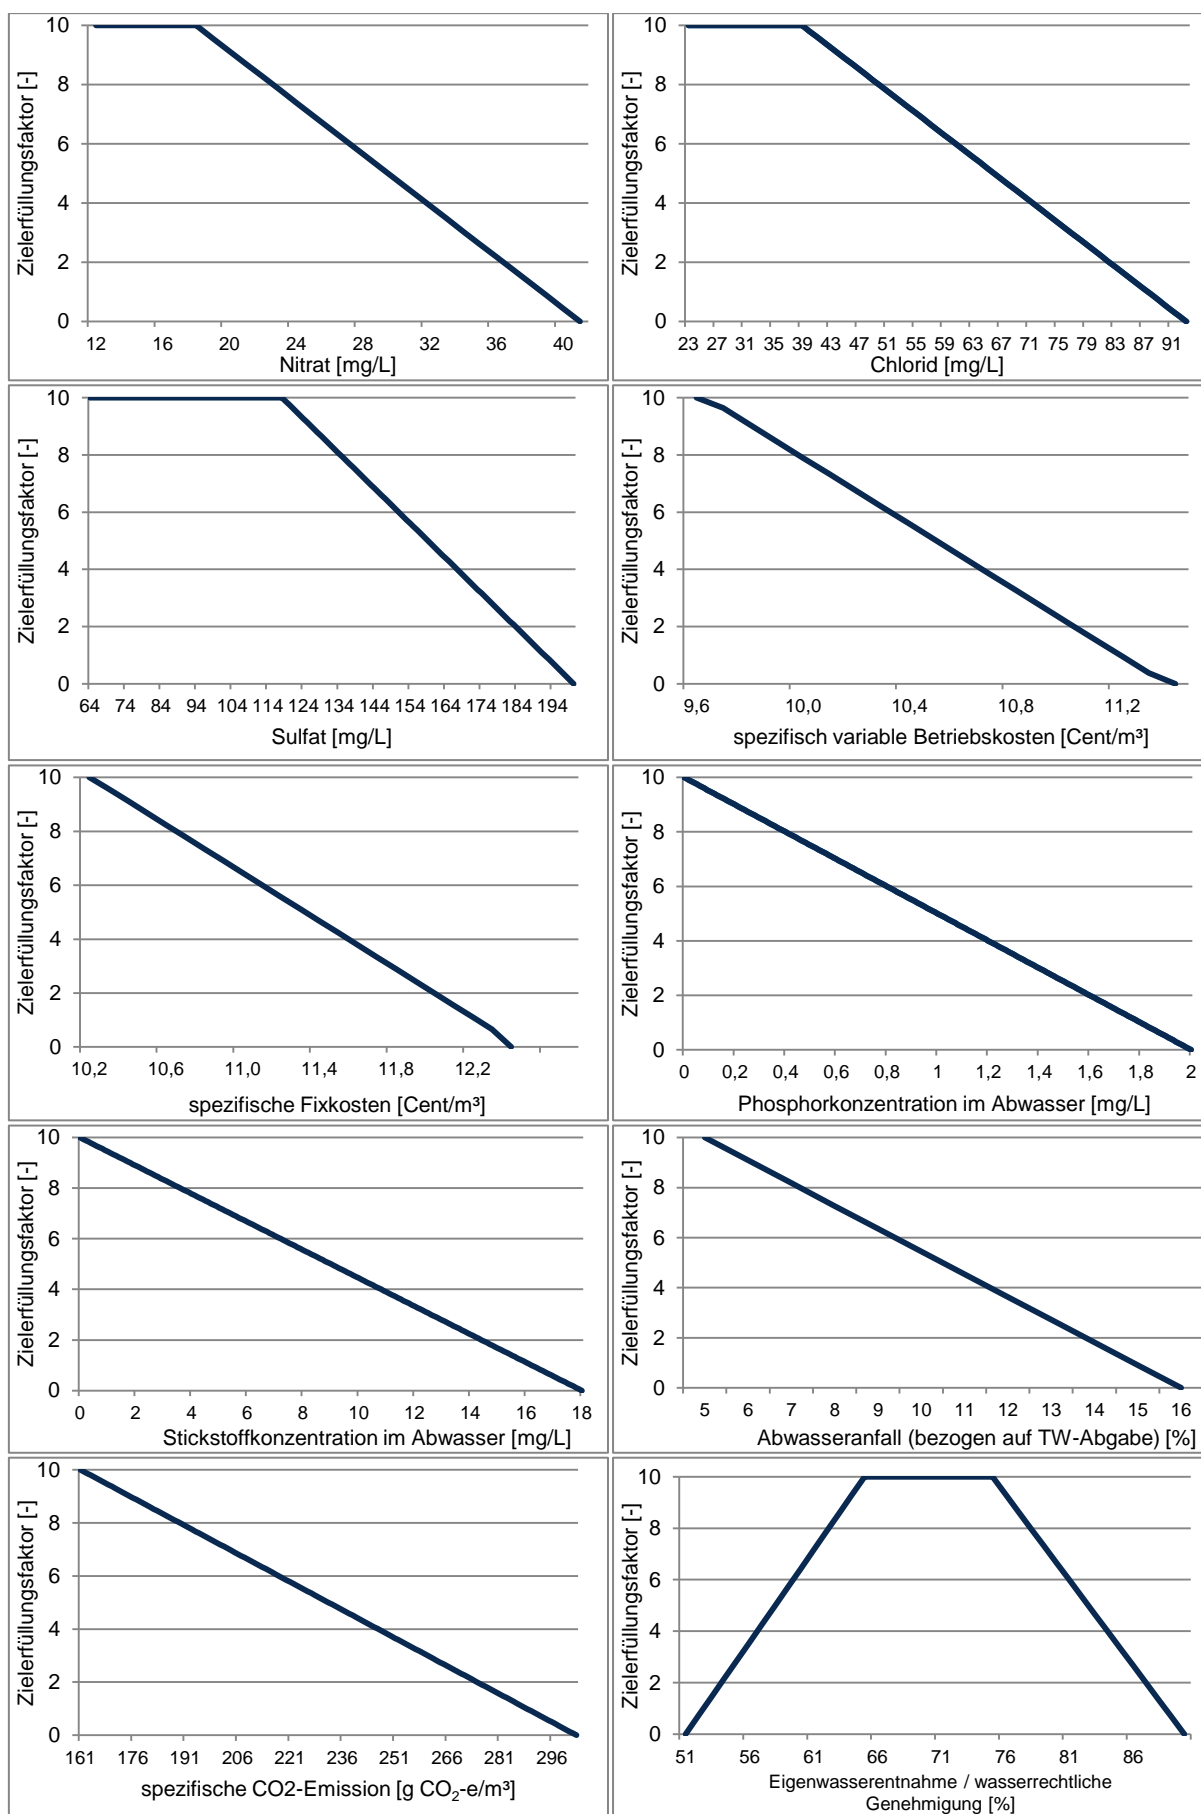 10
8
6
4
2
0
Zielerfüllungsfaktor [-]
12 16 20 24 28 32 36 40
Nitrat [mg/L]
10
8
6
4
2
0
Zielerfüllungsfaktor [-]
23 27 31 35 39 43 47 51 55 59 63 67 71 75 79 83 87 91
Chlorid [mg/L]
10
8
6
4
2
0
Zielerfüllungsfaktor [-]
64 74 84 94 104 114 124 134 144 154 164 174 184 194
Sulfat [mg/L]
10
8
6
4
2
0
Zielerfüllungsfaktor [-]
9,6 10,0 10,4 10,8 11,2
spezifisch variable Betriebskosten [Cent/m³]
10
8
6
4
2
0
Zielerfüllungsfaktor [-]
10,2 10,6 11,0 11,4 11,8 12,2
spezifische Fixkosten [Cent/m³]
10
8
6
4
2
0
Zielerfüllungsfaktor [-]
0 0,2 0,4 0,6 0,8 1 1,2 1,4 1,6 1,8 2
Phosphorkonzentration im Abwasser [mg/L]
10
8
6
4
2
0
Zielerfüllungsfaktor [-]
0 2 4 6 8 10 12 14 16 18
Stickstoffkonzentration im Abwasser [mg/L]
10
8
6
4
2
0
Zielerfüllungsfaktor [-]
5 6 7 8 9 10 11 12 13 15 16
Abwasseranfall (bezogen auf TW-Abgabe) [%]
10
8
6
4
2
0
Zielerfüllungsfaktor [-]
161 176 191 206 221 236 251 266 281 296
spezifische CO2-Emission [g CO₂-e/m³]
10
8
6
4
2
0
Zielerfüllungsfaktor [-]
51 56 61 66 71 76 81 86
Eigenwasserentnahme / wasserrechtliche
Genehmigung [%]